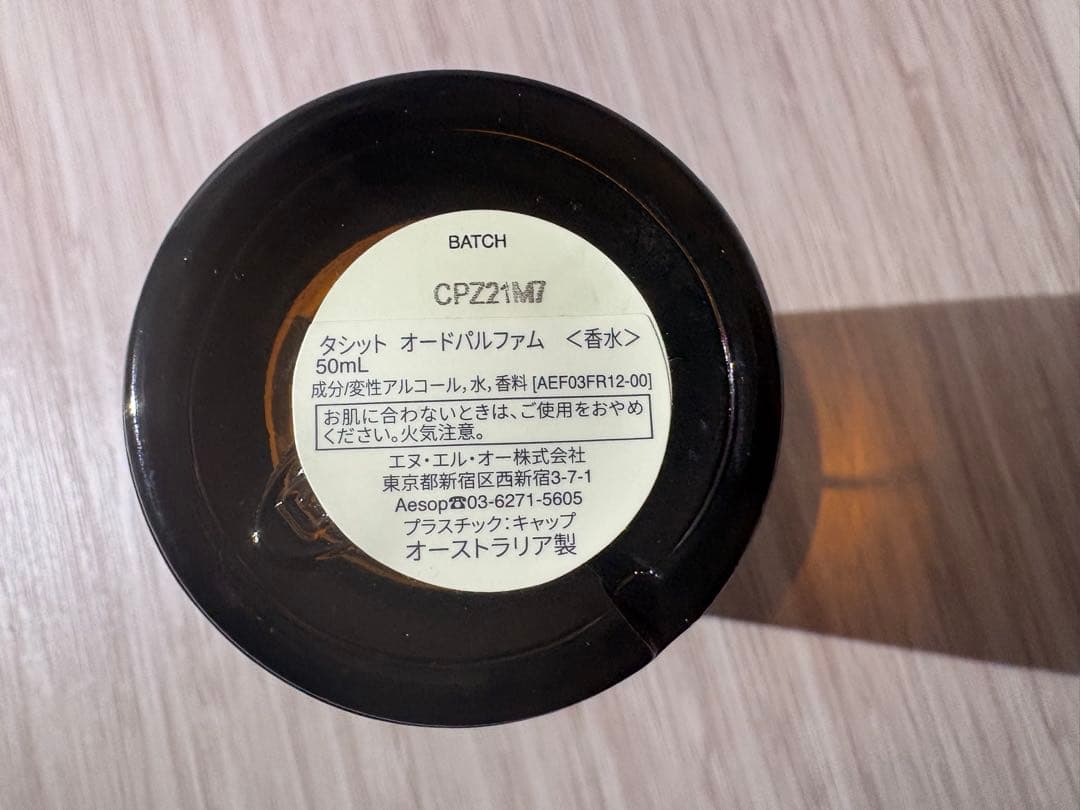 BATCH
CPZ21M7
タシット オードパルファム <香水>
50mL
成分/変性アルコール,水,香料 [AEF03FR12-00]
お肌に合わないときは、ご使用をおやめ
ください。火気注意。
エヌ・エル・オー株式会社
東京都新宿区西新宿3-7-1
Aesop☎03-6271-5605
プラスチック:キャップ
オーストラリア製